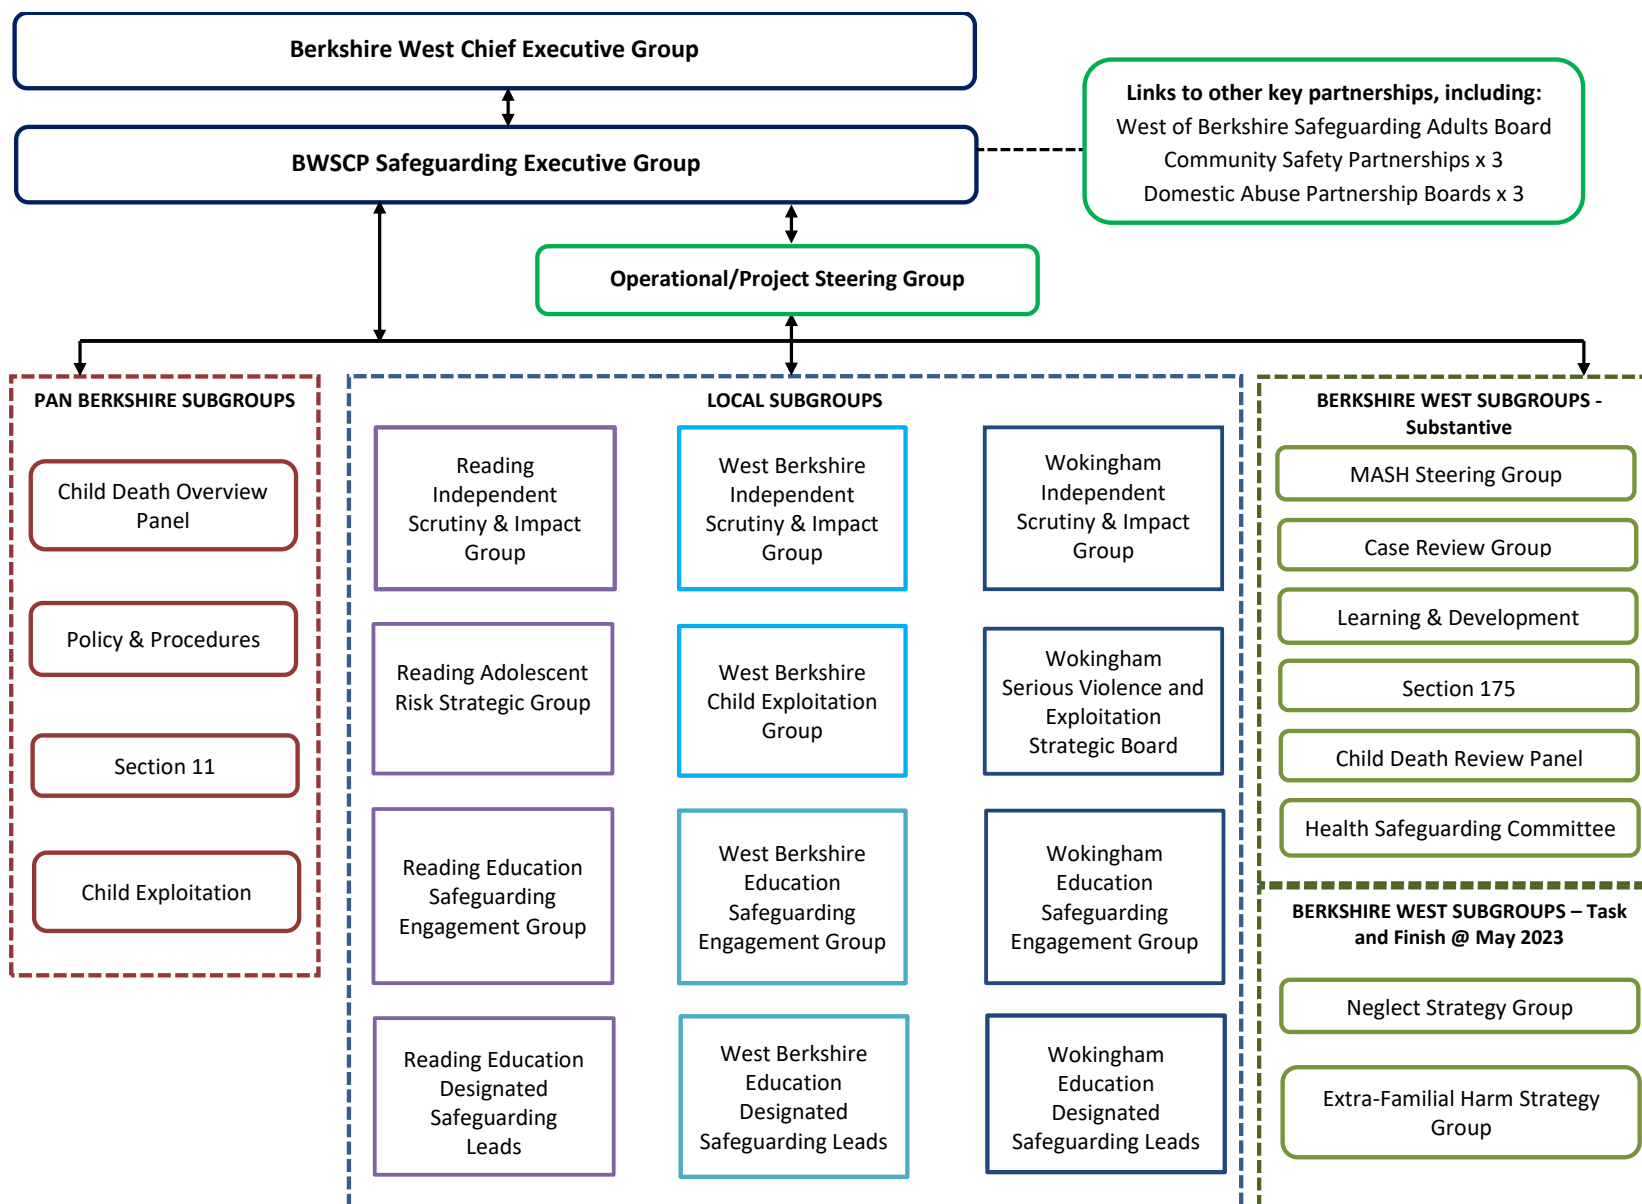 Berkshire West Chief Executive Group
BWSCP Safeguarding Executive Group
Links to other key partnerships, including:
West of Berkshire Safeguarding Adults Board
Community Safety Partnerships x 3
Domestic Abuse Partnership Boards x 3
Operational/Project Steering Group
PAN BERKSHIRE SUBGROUPS
Child Death Overview
Panel
Policy & Procedures
Section 11
Child Exploitation
LOCAL SUBGROUPS
Reading
Independent
Scrutiny & Impact
Group
West Berkshire
Independent
Scrutiny & Impact
Group
Wokingham
Independent
Scrutiny & Impact
Group
Reading Adolescent
Risk Strategic Group
West Berkshire
Child Exploitation
Group
Wokingham
Serious Violence and
Exploitation
Strategic Board
Reading Education
Safeguarding
Engagement Group
West Berkshire
Education
Safeguarding
Engagement Group
Wokingham
Education
Safeguarding
Engagement Group
Reading Education
Designated
Safeguarding
Leads
West Berkshire
Education
Designated
Safeguarding Leads
Wokingham
Education
Designated
Safeguarding Leads
BERKSHIRE WEST SUBGROUPS -
Substantive
MASH Steering Group
Case Review Group
Learning & Development
Section 175
Child Death Review Panel
Health Safeguarding Committee
BERKSHIRE WEST SUBGROUPS – Task
and Finish @ May 2023
Neglect Strategy Group
Extra-Familial Harm Strategy
Group